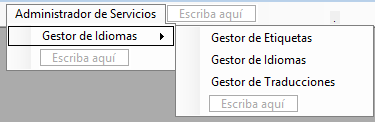 Administrador de Servicios
Escriba aquí
Gestor de Idiomas
Escriba aquí
Gestor de Etiquetas
Gestor de Idiomas
Gestor de Traducciones
Escriba aquí